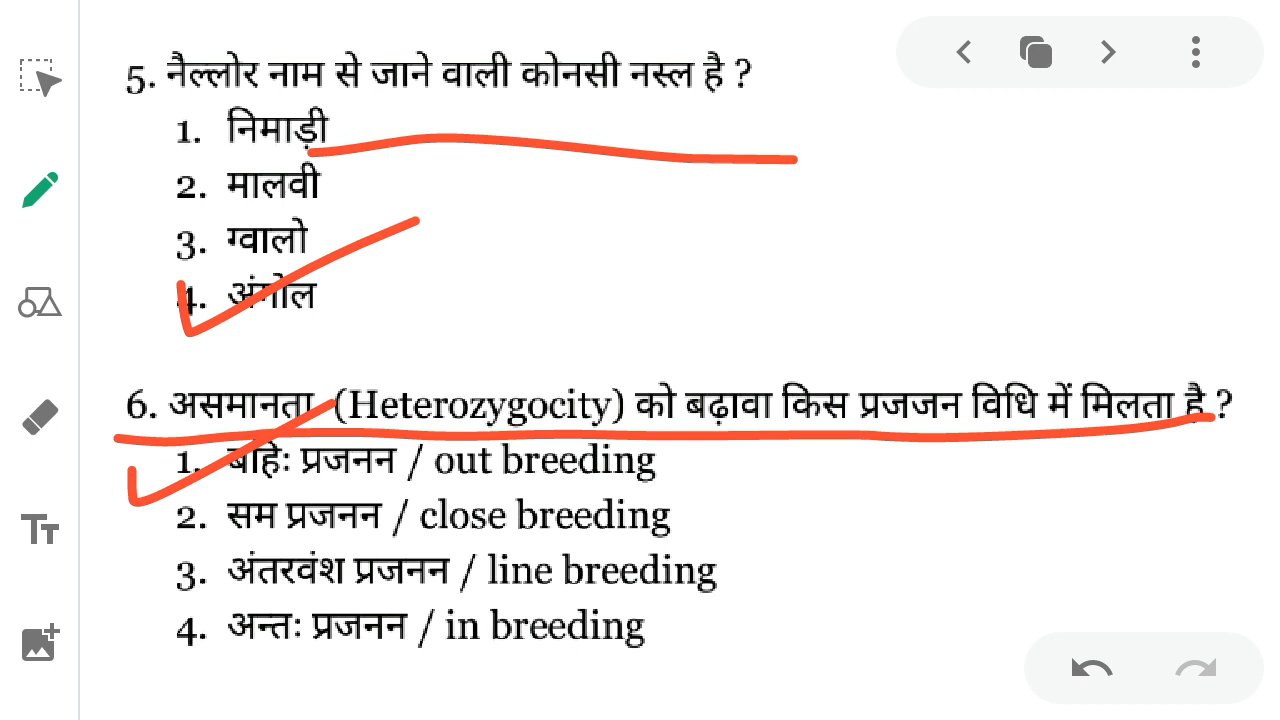 5. नैल्लोर नाम से जाने वाली कोनसी नस्ल है ?
1. निमाड़ी
2. मालवी
3. ग्वालो
4. अंगोल
6. असमानता (Heterozygocity) को बढ़ावा किस प्रजजन विधि में मिलता है ?
1. बाहिः प्रजनन / out breeding
2. सम प्रजनन / close breeding
3. अंतरवंश प्रजनन / line breeding
4. अन्तः प्रजनन / in breeding